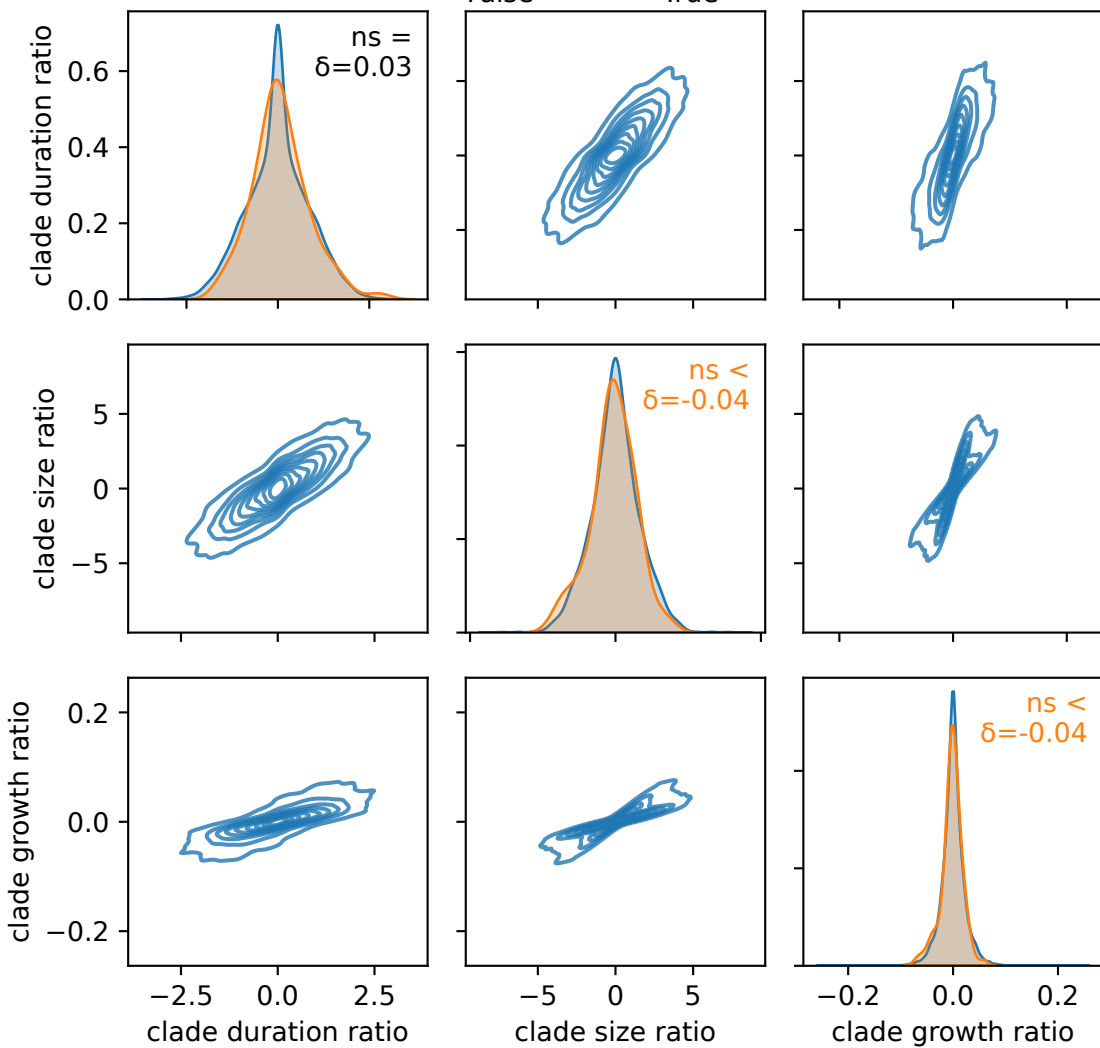 clade duration ratio
0.6
0.4
0.2
0.0
ns =
δ=0.03
clade size ratio
5
0
−5
ns <
δ=-0.04
clade growth ratio
0.2
0.0
−0.2
ns <
δ=-0.04
−2.5 0.0 2.5
−5 0 5
−0.2 0.0 0.2
clade duration ratio
clade size ratio
clade growth ratio